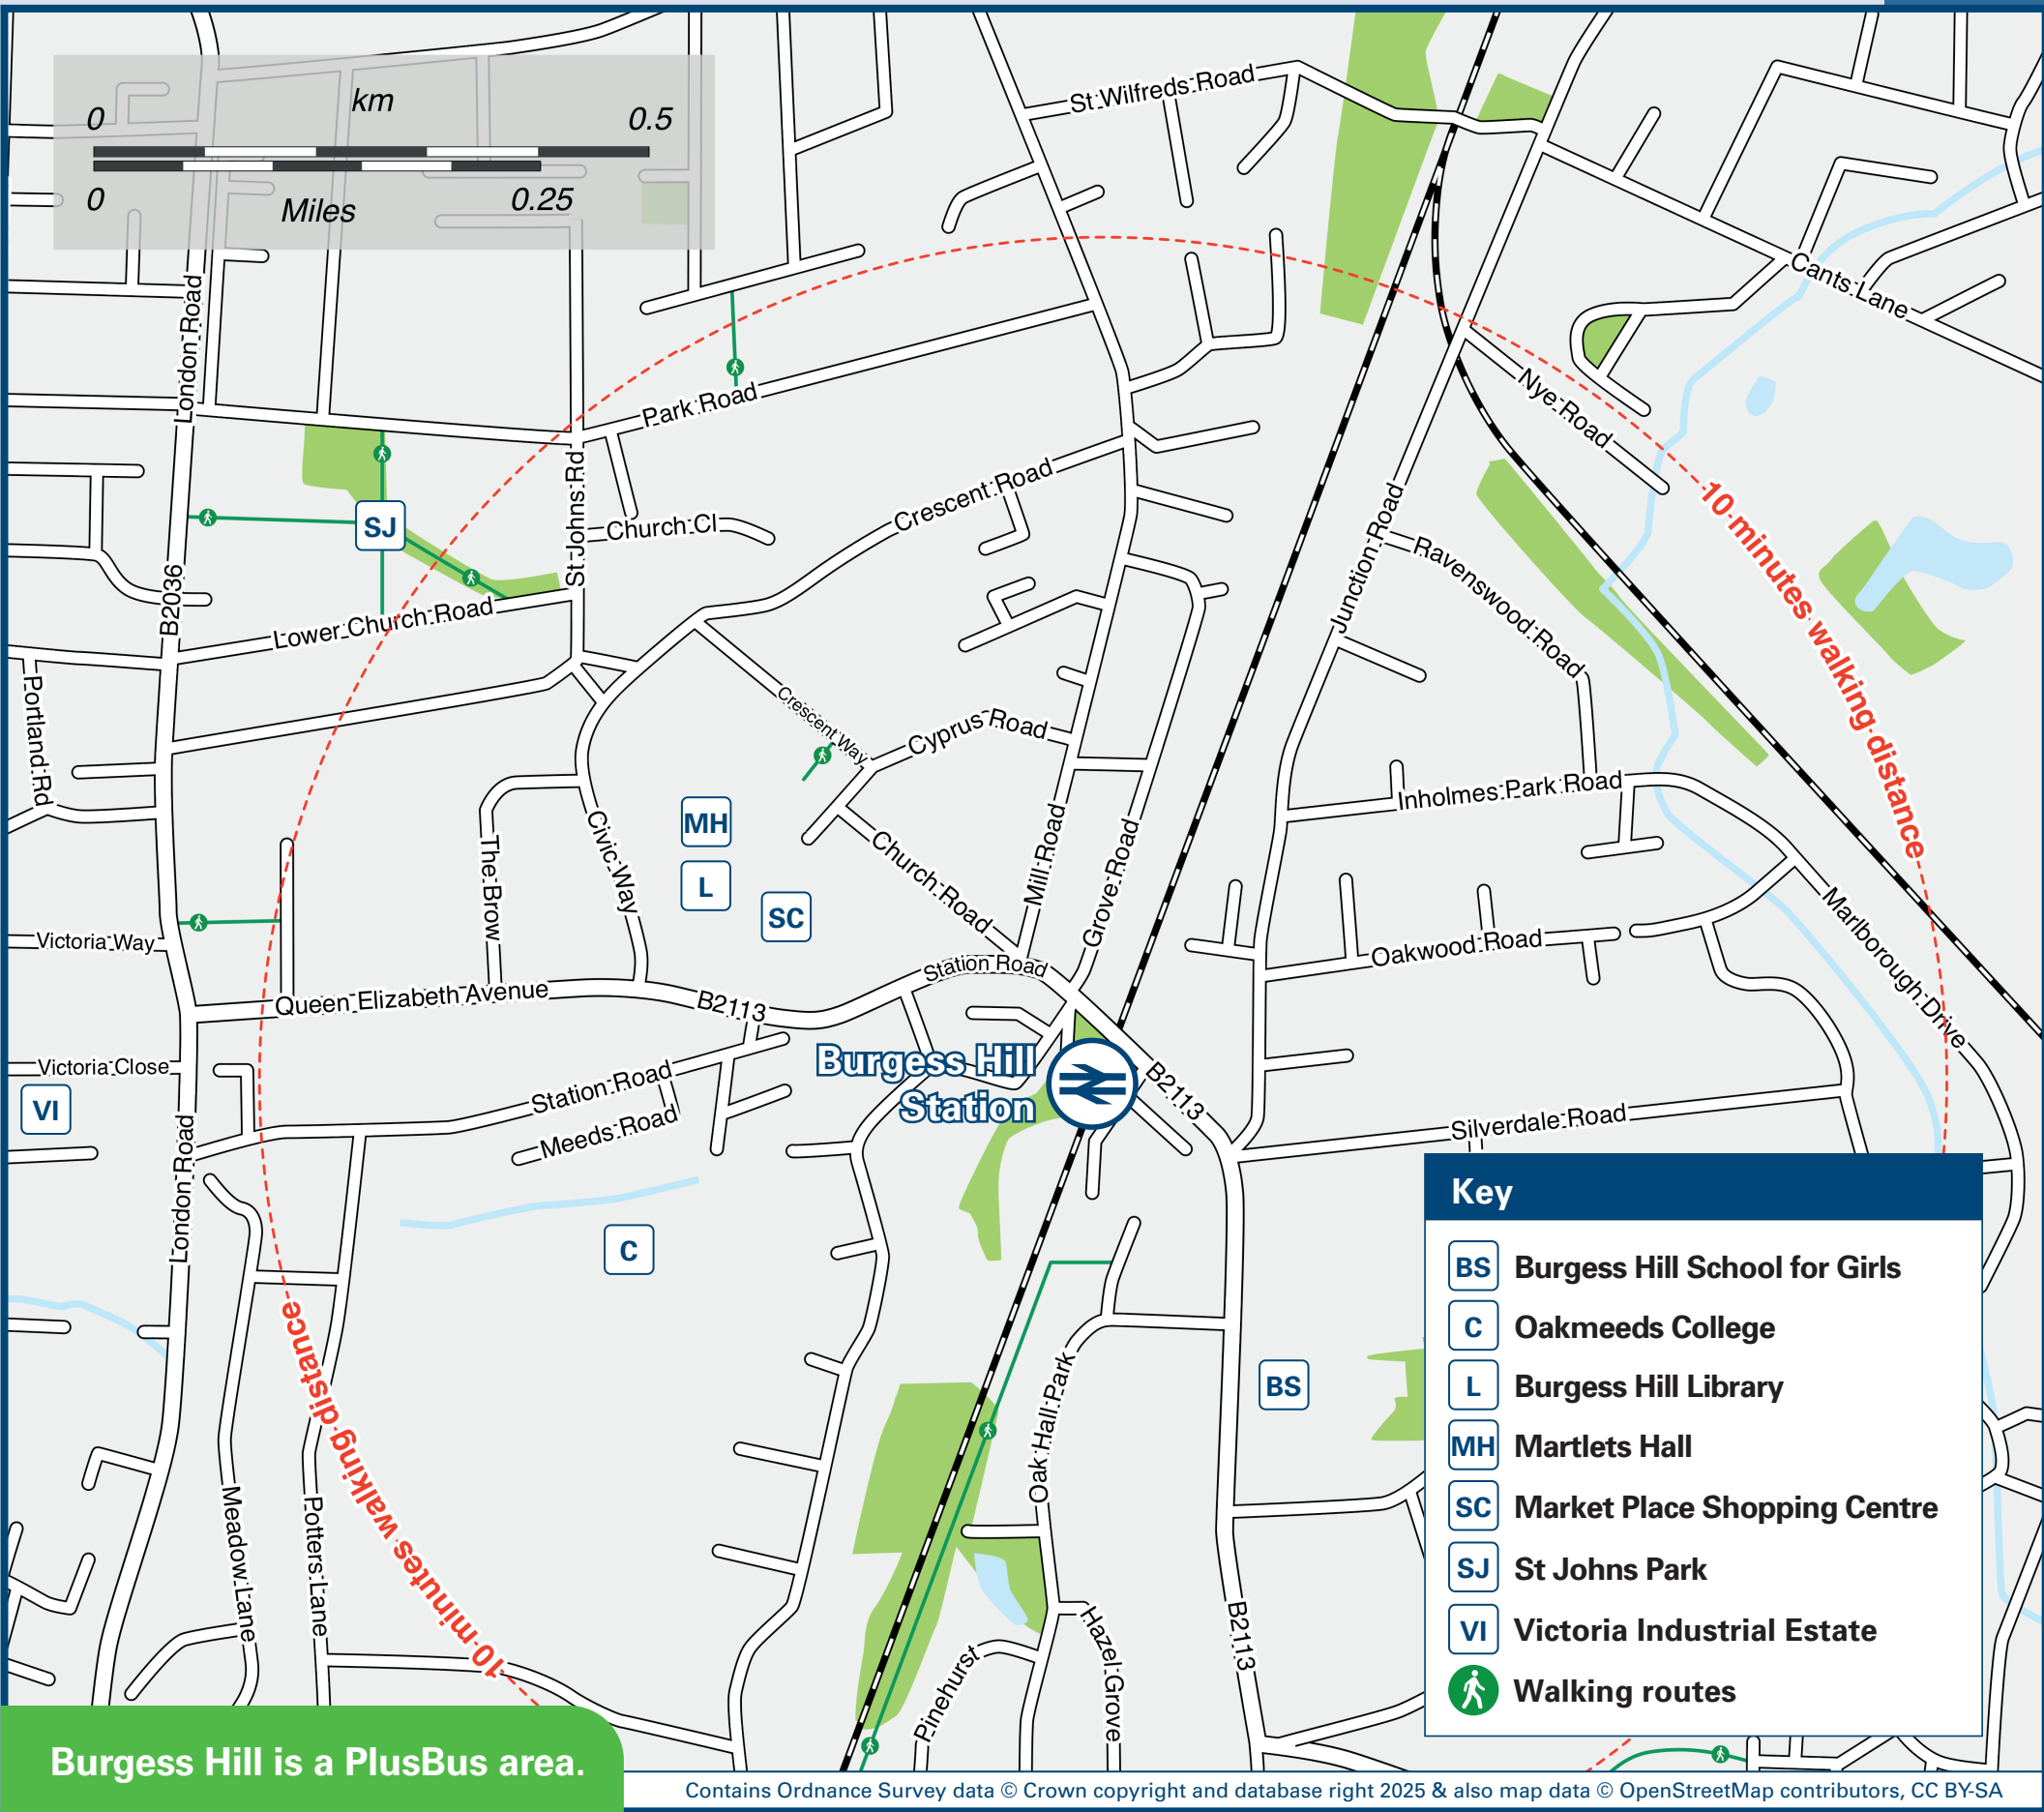 km
0
0.5
0
0.25
Miles
St Wilfreds Road
London Road
Cants Lane
Park Road
Nye Road
St Johns Rd
Church Cl
Crescent Road
SJ
B2036
Lower Church Road
Junction Road
Ravenswood Road
10 minutes walking distance
Portland Rd
Crescent Way
Cyprus Road
Inholmes Park Road
MH
L
SC
The Brow
Civic Way
Church Road
Mill Road
Grove Road
Victoria Way
Oakwood Road
Marlborough Drive
Station Road
Queen Elizabeth Avenue
B2113
Victoria Close
VI
Burgess Hill
Station
B2113
Station Road
Meeds Road
Silverdale Road
London Road
C
10 minutes walking distance
Meadow Lane
Potters Lane
Oak Hall Park
BS
Pinehurst
Hazel Grove
B2113
Key
BS Burgess Hill School for Girls
C Oakmeeds College
L Burgess Hill Library
MH Martlets Hall
SC Market Place Shopping Centre
SJ St Johns Park
VI Victoria Industrial Estate
Walking routes
Burgess Hill is a PlusBus area.
Contains Ordnance Survey data © Crown copyright and database right 2025 & also map data © OpenStreetMap contributors, CC BY-SA